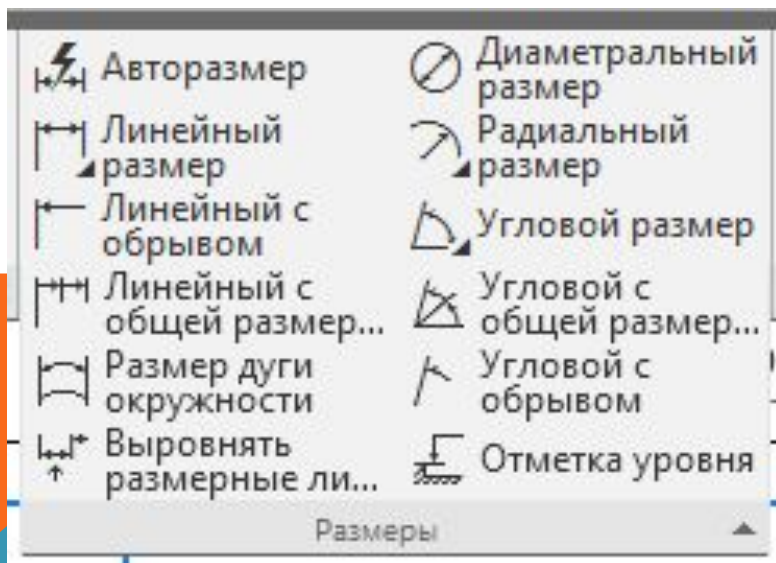 Авторазмер
Линейный
размер
Линейный с
обрывом
Линейный с
общей размер...
Размер дуги
окружности
Выровнять
размерные ли...
Диаметральный
размер
Радиальный
размер
Угловой размер
Угловой с
общей размер...
Угловой с
обрывом
Отметка уровня
Размеры